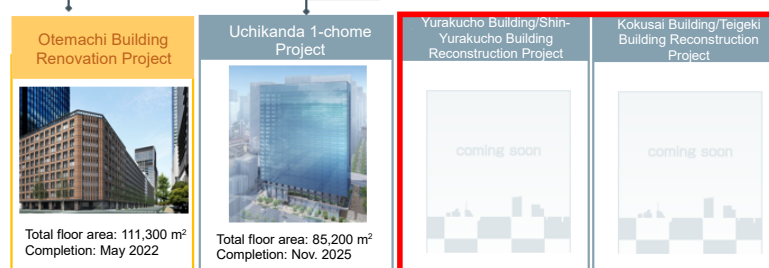 Otemachi Building
Renovation Project
Total floor area: 111,300 m²
Completion: May 2022
Uchikanda 1-chome
Project
Total floor area: 85,200 m²
Completion: Nov. 2025
Yurakucho Building/Shin-
Yurakucho Building
Reconstruction Project
coming soon
Kokusai Building/Teigeki
Building Reconstruction
Project
coming soon